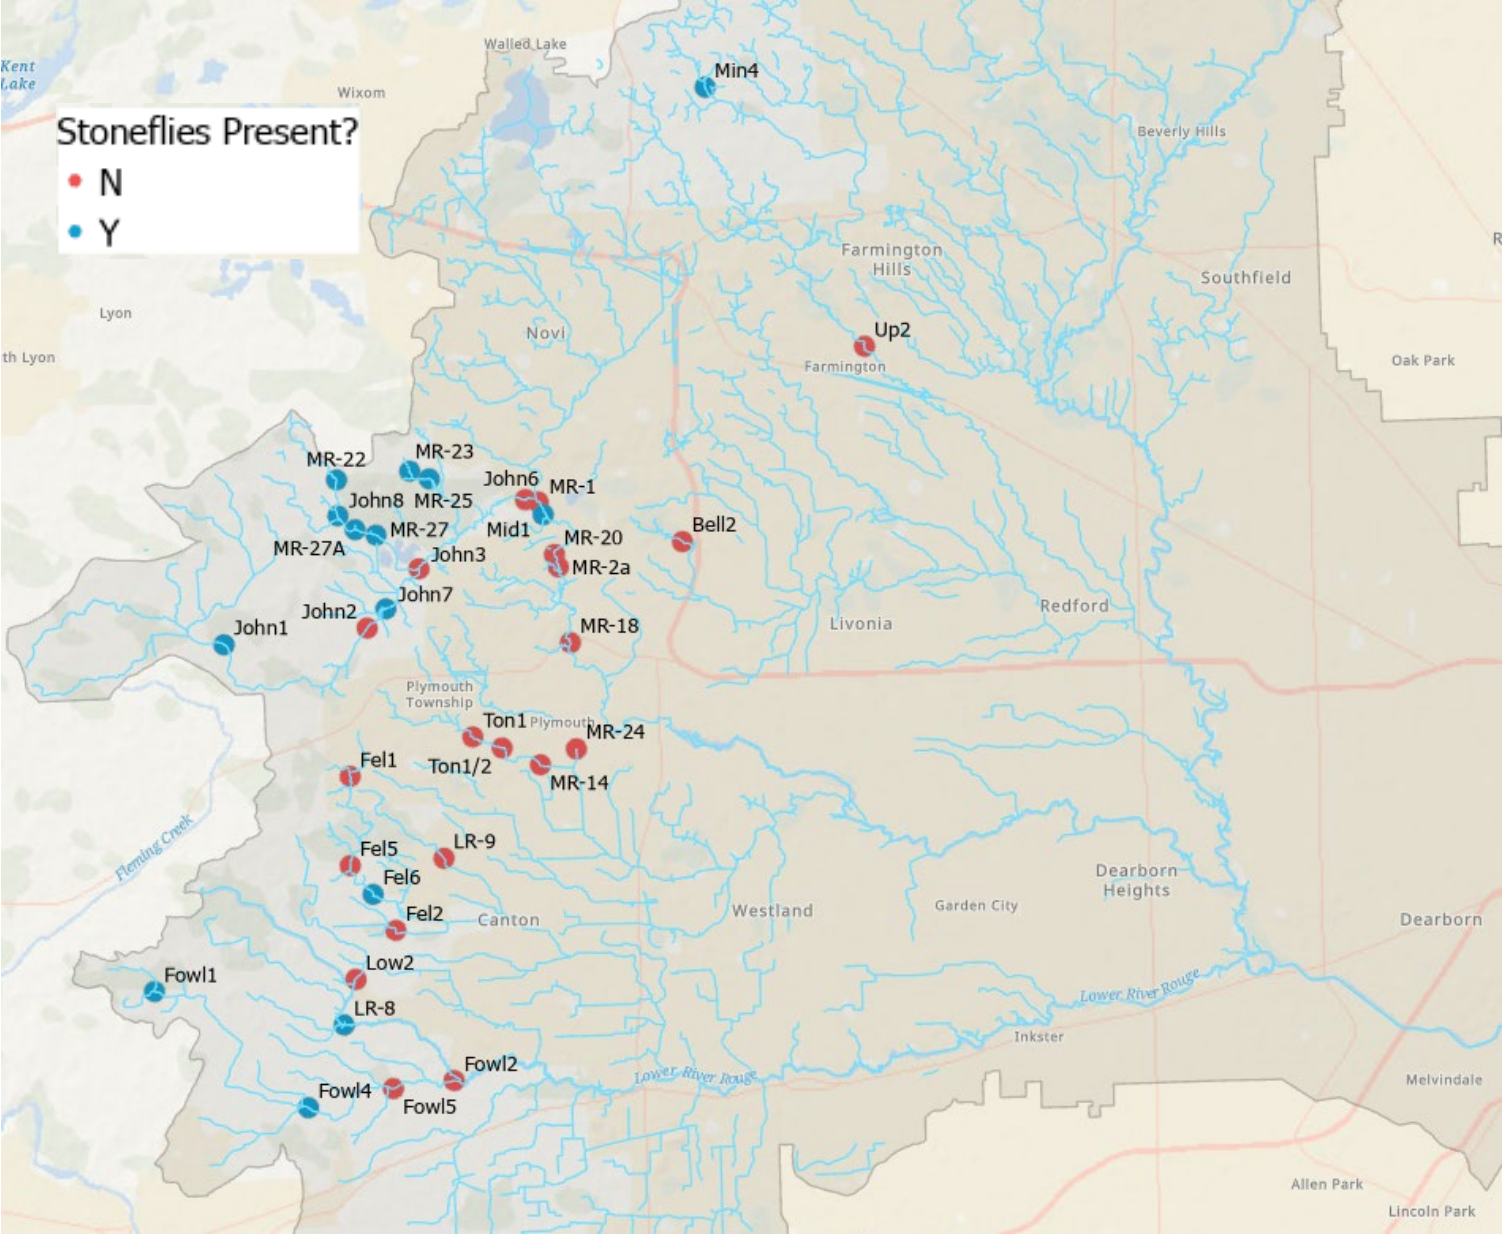 Walled Lake
Kent
Lake
Wixom
Min4
Stoneflies Present?
N
Y
Beverly Hills
Farmington
Hills
Southfield
R
Lyon
Novi
Up2
th Lyon
Farmington
Oak Park
MR-22
MR-23
John6
MR-1
John8
MR-25
MR-27
Mid1
MR-20
Bell2
MR-27A
John3
MR-2a
John7
John2
Redford
John1
MR-18
Livonia
Plymouth
Township
Ton1
Plymouth
MR-24
Fel1
Ton1/2
MR-14
Fleming Creek
Fel5
LR-9
Fel6
Dearborn
Heights
Fel2
Canton
Westland
Garden City
Dearborn
Low2
Fowl1
LR-8
Lower River Rouge
Inkster
Fowl2
Lower River Rouge
Fowl4
Fowl5
Melvindale
Allen Park
Lincoln Park